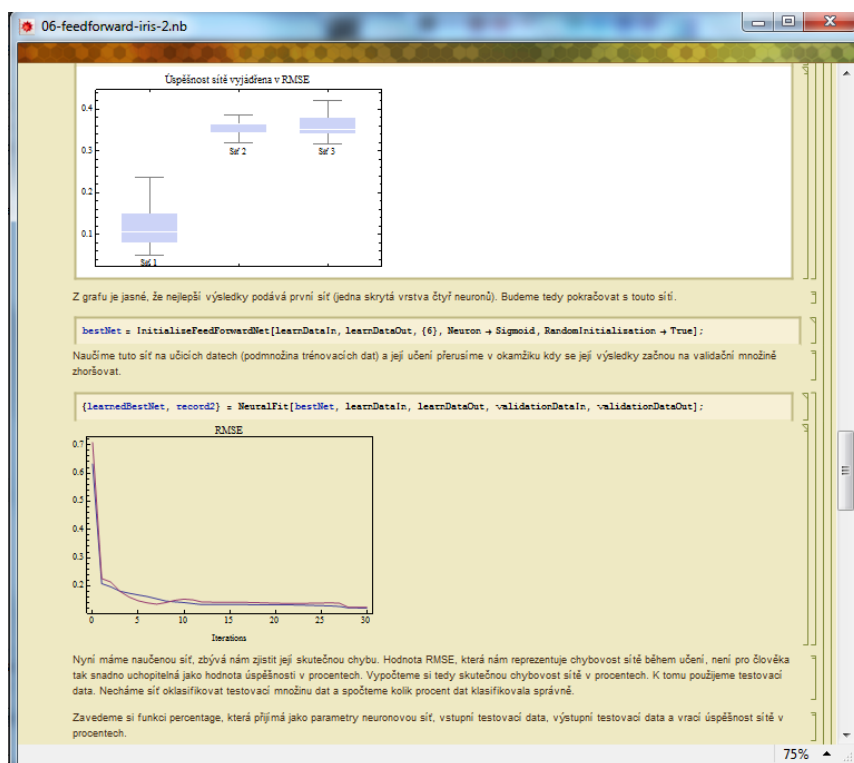 06-feedforward-iris-2.nb
Úspěšnost sítě vyjádřena v RMSE
0.4
0.3
0.2
0.1
Síť 1
Síť 2
Síť 3
Z grafu je jasné, že nejlepší výsledky podává první síť (jedna skrytá vrstva čtyř neuronů). Budeme tedy pokračovat s touto sítí.
bestNet = InitializeFeedForwardNet[learnDataIn, learnDataOut, {6}, Neuron → Sigmoid, RandomInitialization → True];
Naučíme tuto síť na učicích datech (podmnožina trénovacích dat) a její učení přerusíme v okamžiku kdy se její výsledky začnou na validační množině
zhoršovat.
{learnedBestNet, record2} = NeuralFit[bestNet, learnDataIn, learnDataOut, validationDataIn, validationDataOut];
RMSE
0.7
0.6
0.5
0.4
0.3
0.2
0 5 10 15 20 25 30
Iterations
Nyní máme naučenou síť, zbývá nám zjistit její skutečnou chybu. Hodnota RMSE, která nám reprezentuje chybovost sítě během učení, není pro člověka
tak snadno uchopitelná jako hodnota úspěšnosti v procentech. Vypočteme si tedy skutečnou chybovost sítě v procentech. K tomu použijeme testovací
data. Necháme síť oklasifikovat testovací množinu dat a spočteme kolik procent dat klasifikovala správně.
Zavedeme si funkci percentage, která přijímá jako parametry neuronovou síť, vstupní testovací data, výstupní testovací data a vrací úspěšnost sítě v
procentech.
75%